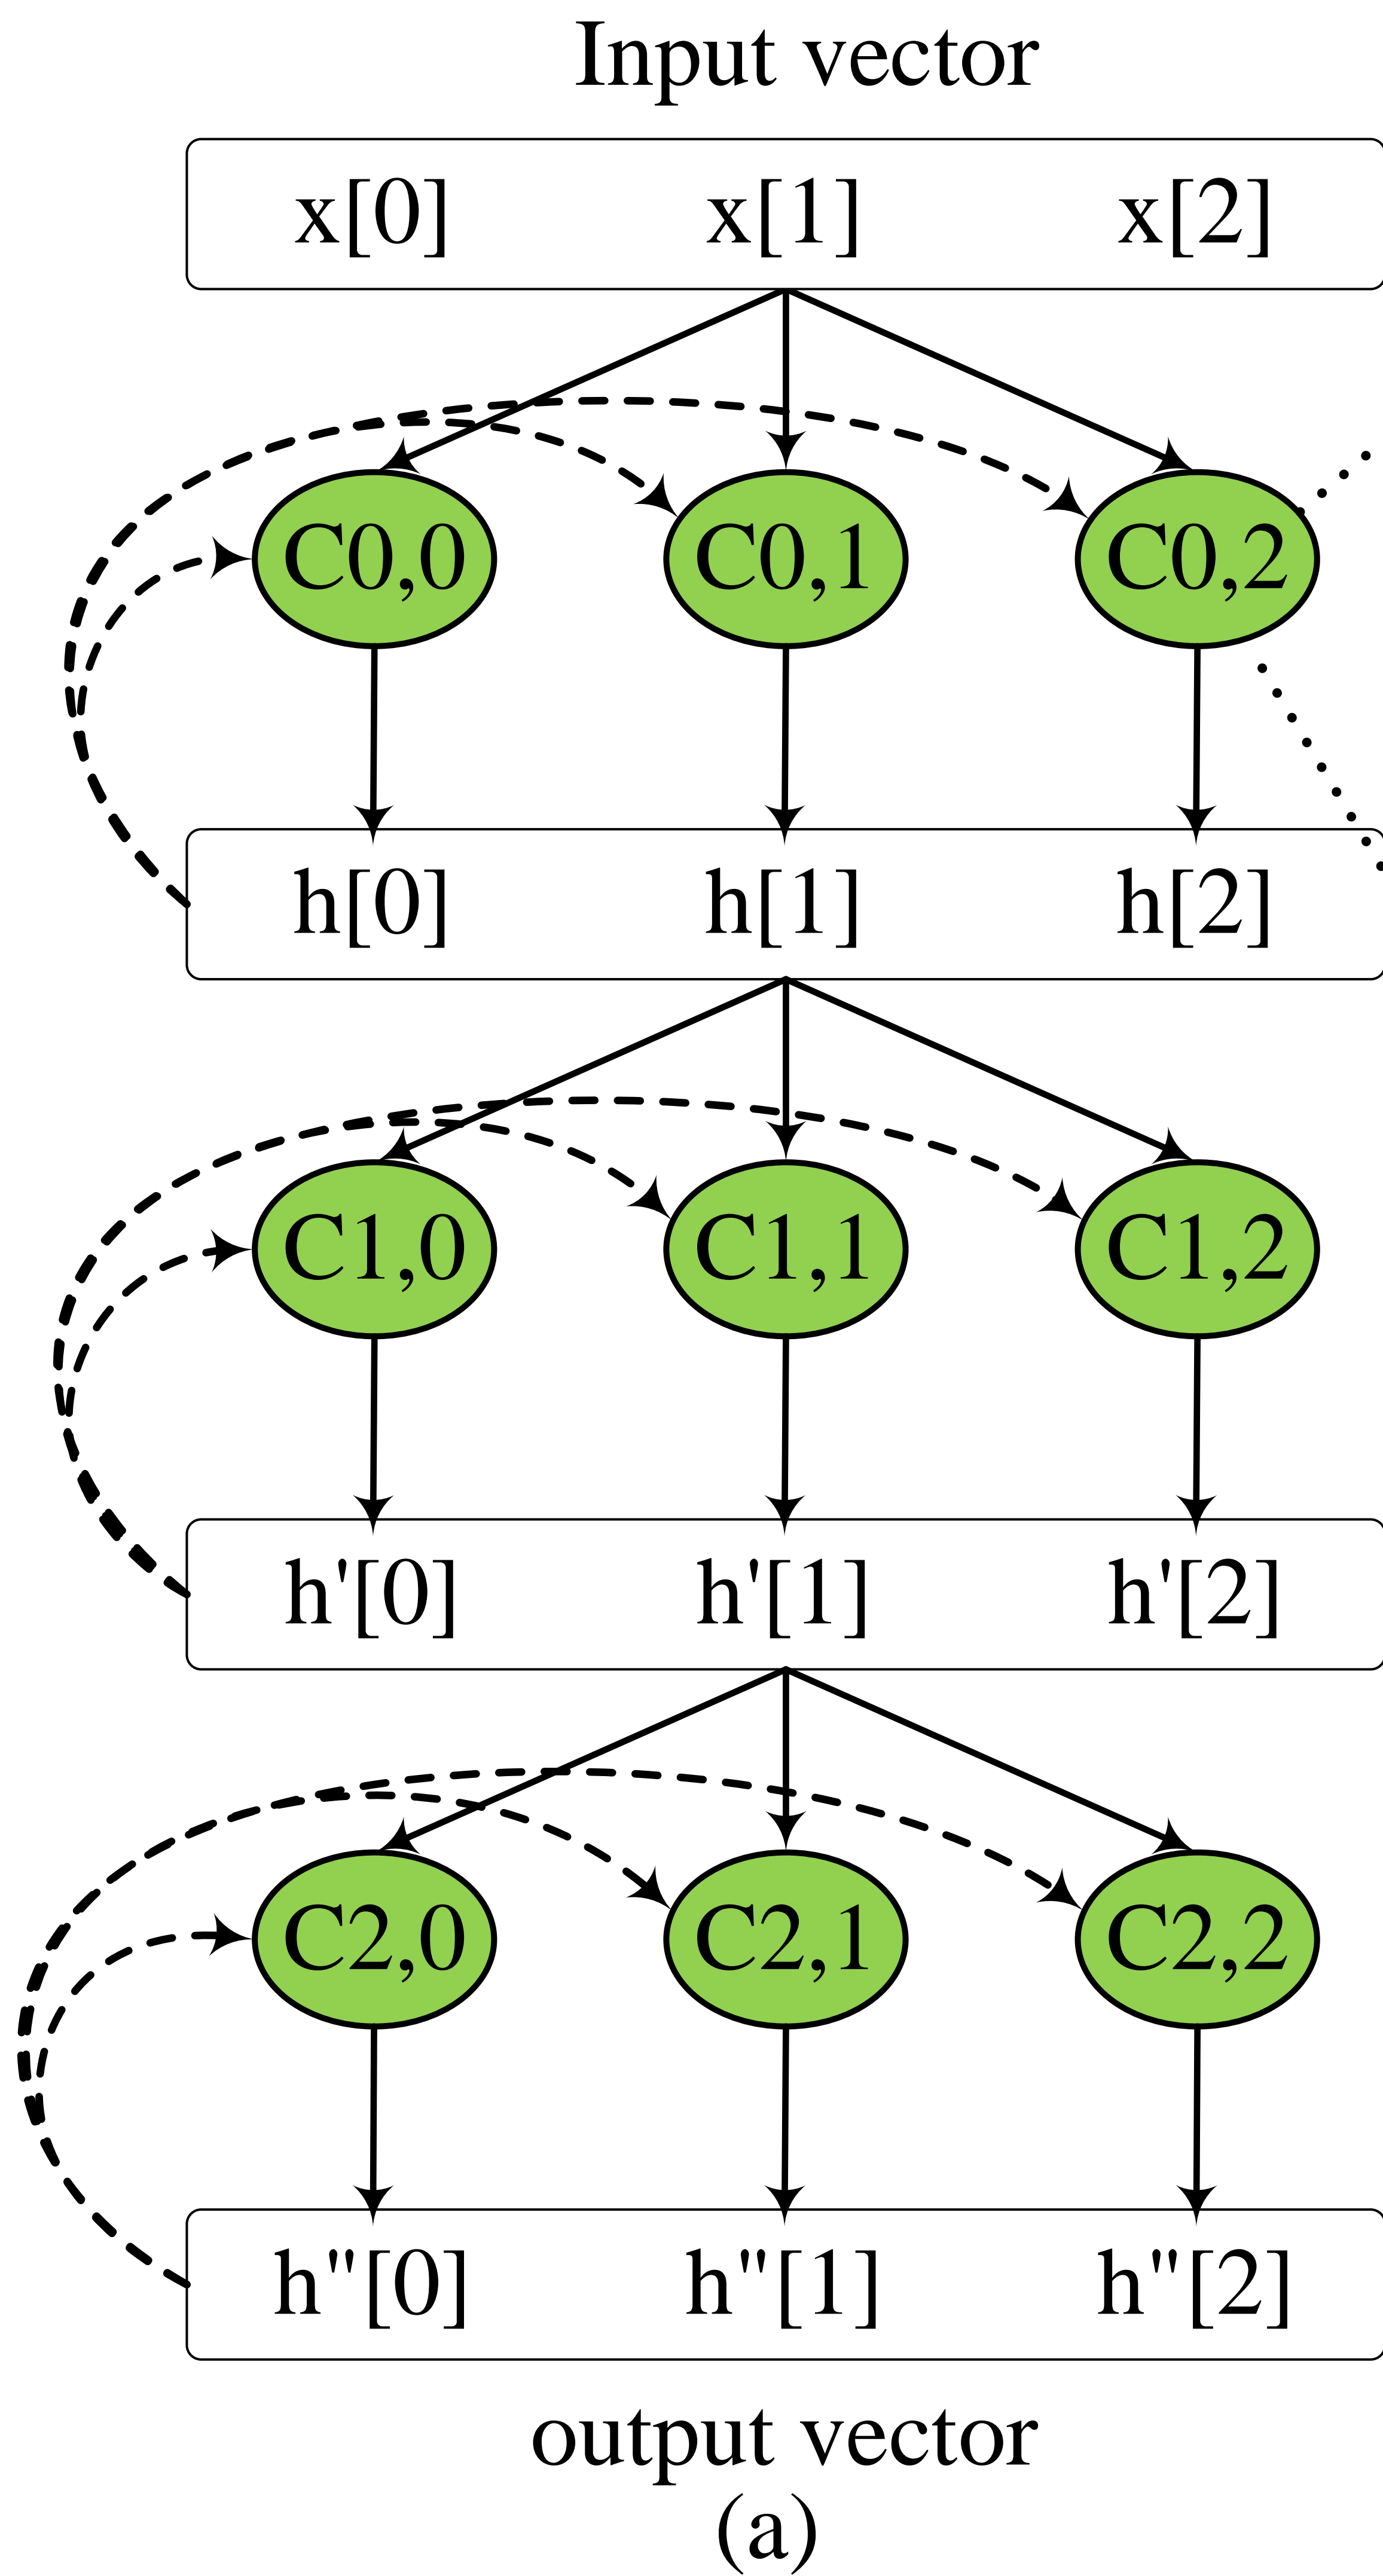 Input vector
x[0] x[1] x[2]
C0,0 C0,1 C0,2
h[0] h[1] h[2]
C1,0 C1,1 C1,2
h'[0] h'[1] h'[2]
C2,0 C2,1 C2,2
h"[0] h"[1] h"[2]
output vector
(a)